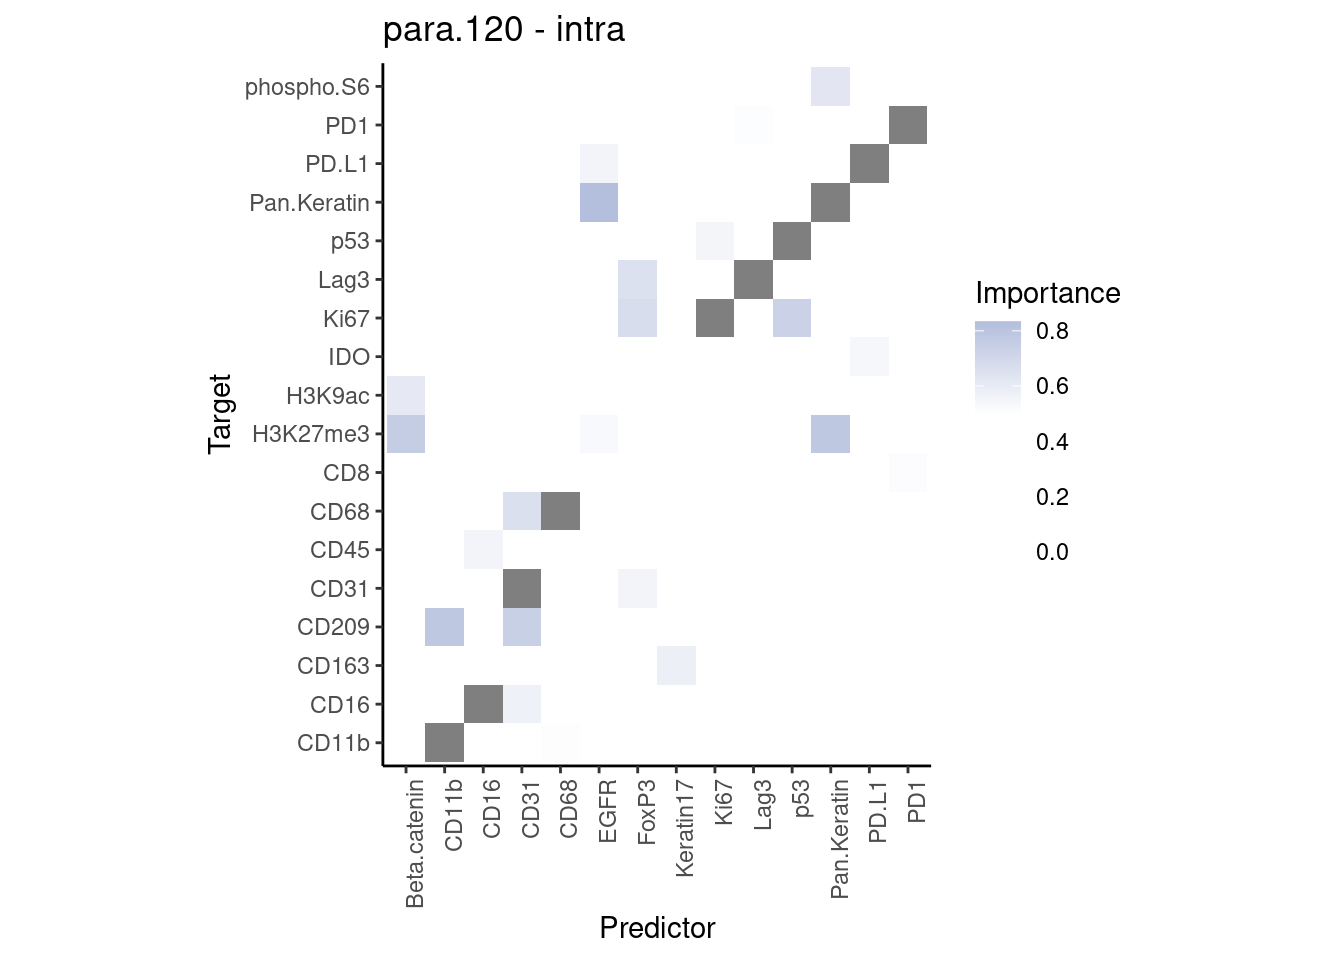 para.120 - intra
phospho.S6
PD1
PD.L1
Pan.Keratin
p53
Lag3
Ki67
IDO
H3K9ac
H3K27me3
CD8
CD68
CD45
CD31
CD209
CD163
CD16
CD11b
Target
Beta.catenin
CD11b
CD16
CD31
CD68
EGFR
FoxP3
Keratin17
Ki67
Lag3
p53
Pan.Keratin
PD.L1
PD1
Predictor
Importance
0.8
0.6
0.4
0.2
0.0